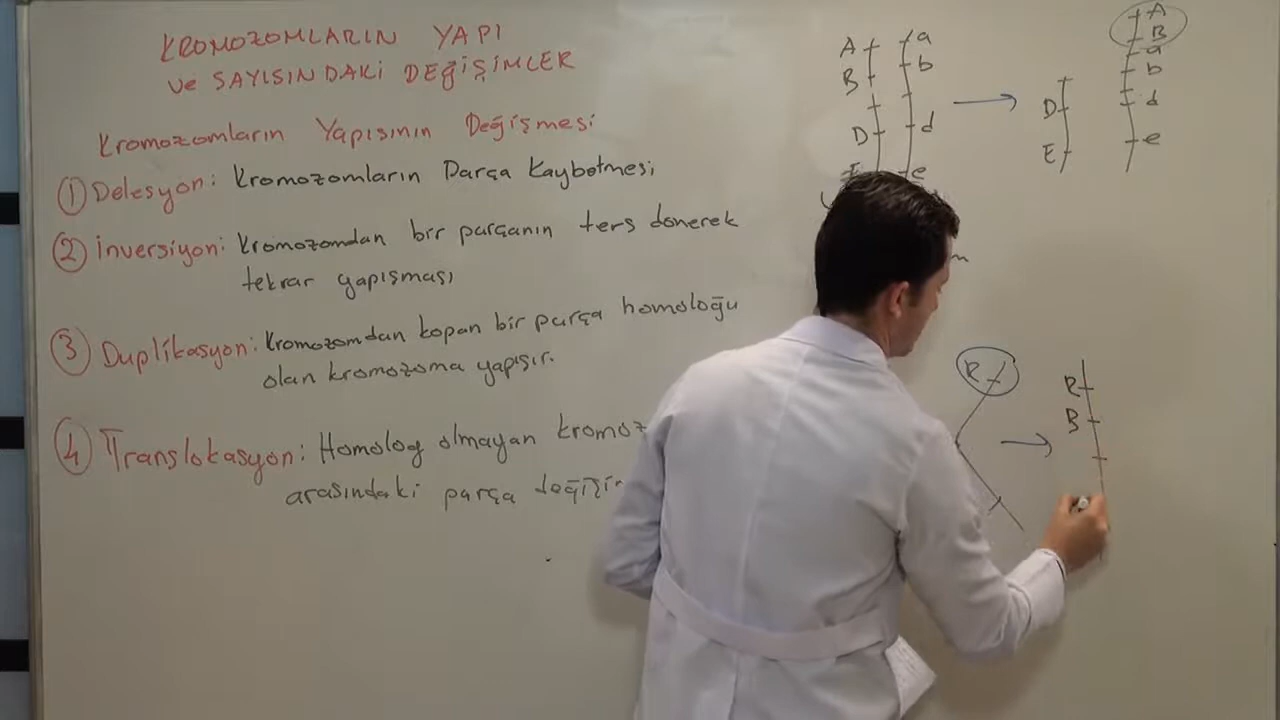 KROMOZOMLARIN YAPI
VE SAYISINDAKİ DEĞİŞİMLER
Kromozomların Yapısının Değişmesi
① Delesyon: Kromozomların Parça Kaybetmesi
② İnversiyon: Kromozomdan bir parçanın ters dönerek
tekrar yapışması
③ Duplikasyon: Kromozomdan kopan bir parça homoloğu
olan kromozoma yapışır.
④ Translokasyon: Homolog olmayan kromoz
arasındaki parça
A a
B b
D d
e
D
E
A
B
a
b
d
e
R
R
B